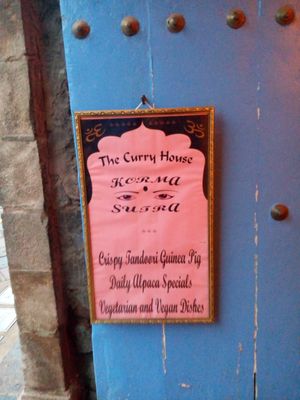 The Curry House
KORMA
SUTRA
Crispy Tandoori Guinea Pig
Daily Alpaca Specials
Vegetarian and Vegan Dishes